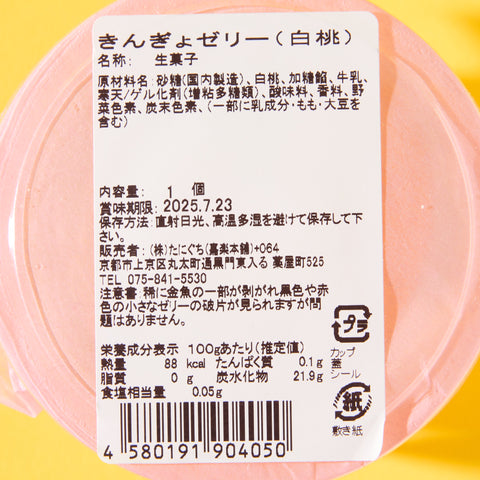 きんぎょゼリー(白桃)
名称: 生菓子
原材料名:砂糖(国内製造)、白桃、加糖餡、牛乳、
寒天/ゲル化剤(増粘多糖類)、酸味料、香料、野
菜色素、炭末色素、(一部に乳成分・もも・大豆を
含む)
内容量: 1 個
賞味期限:2025.7.23
保存方法:直射日光、高温多湿を避けて保存して下
さい。
販売者:(株)たにぐち(嘉楽本舗)+064
京都市上京区丸太町通黒門東入る 藁屋町525
TEL 075-841-5530
注意書 稀に金魚の一部が剥がれ黒色や赤
色の小さなゼリーの破片が見られますが問
題はありません。
プラ
栄養成分表示 100gあたり(推定値)
カップ
蓋
シール
熱量 88 kcal たんぱく質 0.1g
脂質 0 g 炭水化物 21.9g
食塩相当量 0.05g
紙
敷き紙
4 580191 904050